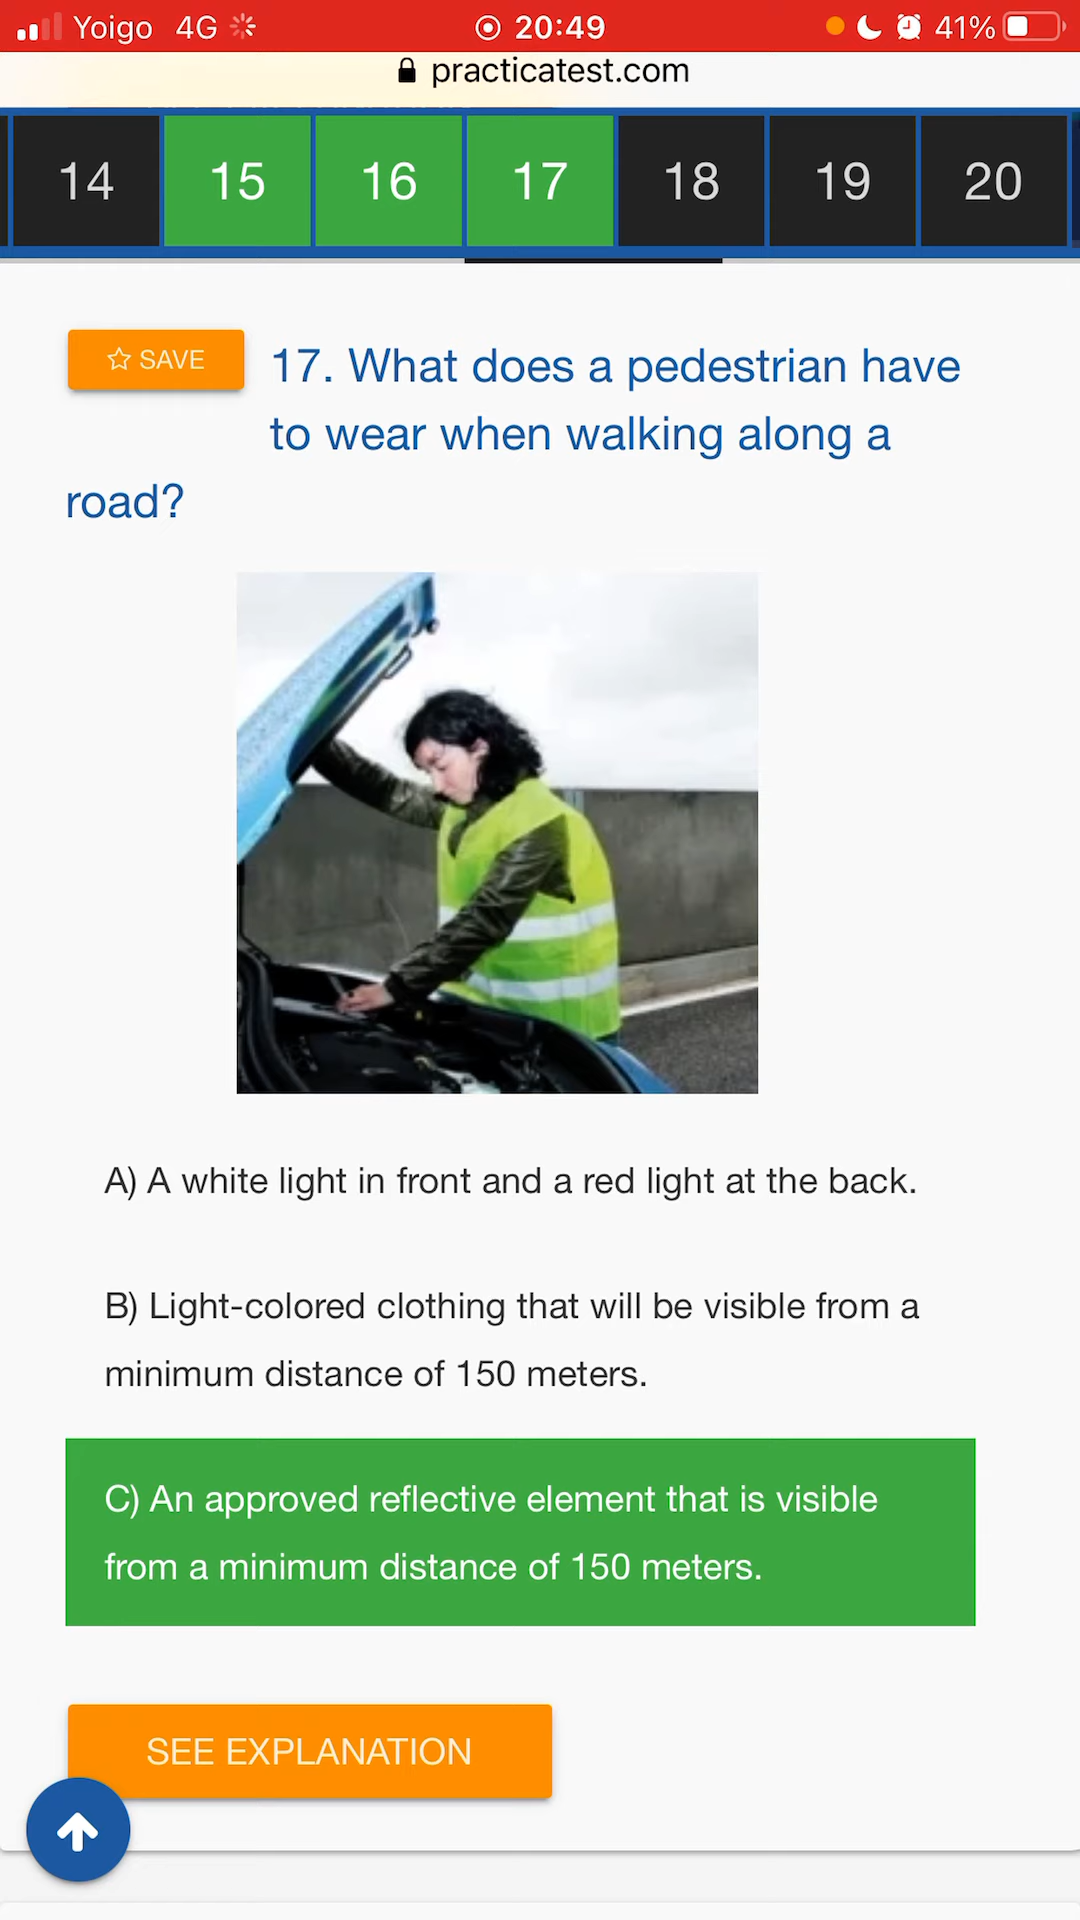 Yoigo 4G 20:49 41%
practicatest.com
14 15 16 17 18 19 20
SAVE
17. What does a pedestrian have
to wear when walking along a
road?
A) A white light in front and a red light at the back.
B) Light-colored clothing that will be visible from a
minimum distance of 150 meters.
C) An approved reflective element that is visible
from a minimum distance of 150 meters.
SEE EXPLANATION